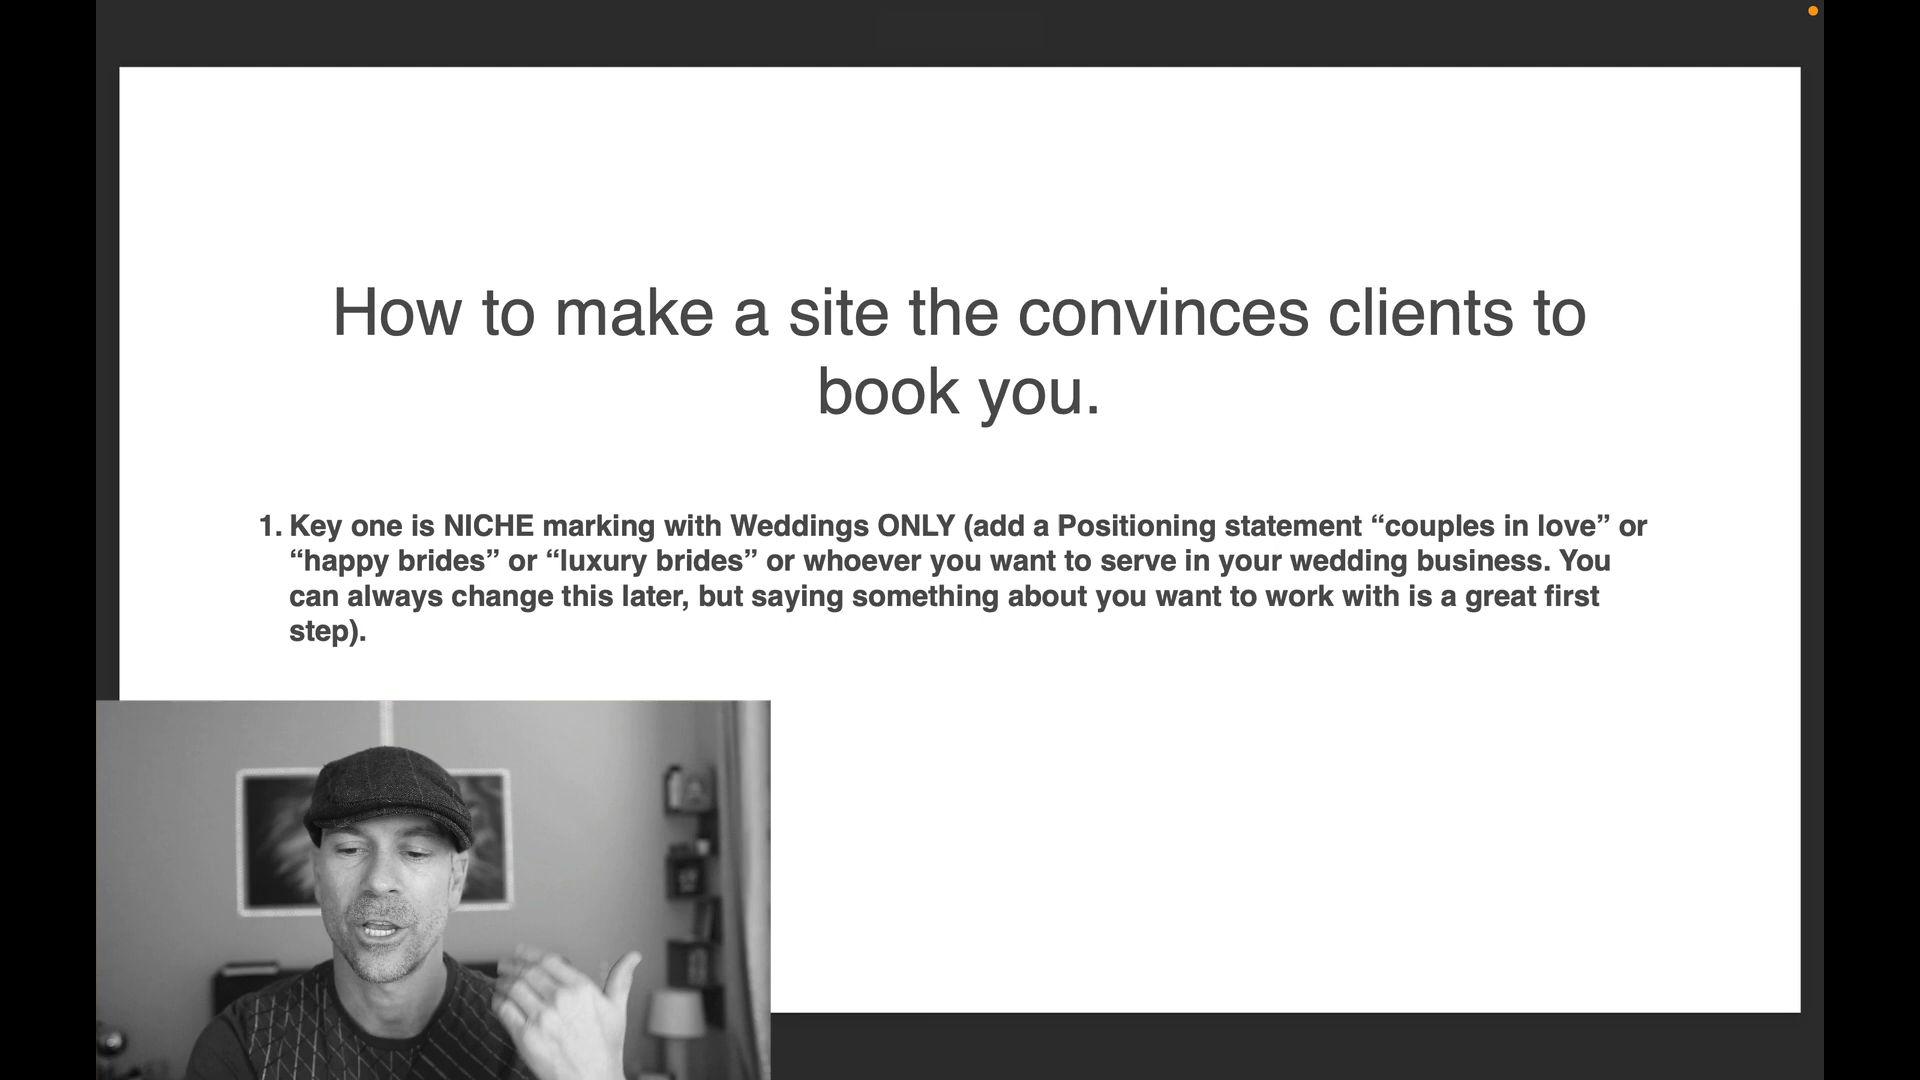 How to make a site the convinces clients to
book you.
1. Key one is NICHE marking with Weddings ONLY (add a Positioning statement “couples in love” or
“happy brides” or “luxury brides” or whoever you want to serve in your wedding business. You
can always change this later, but saying something about you want to work with is a great first
step).